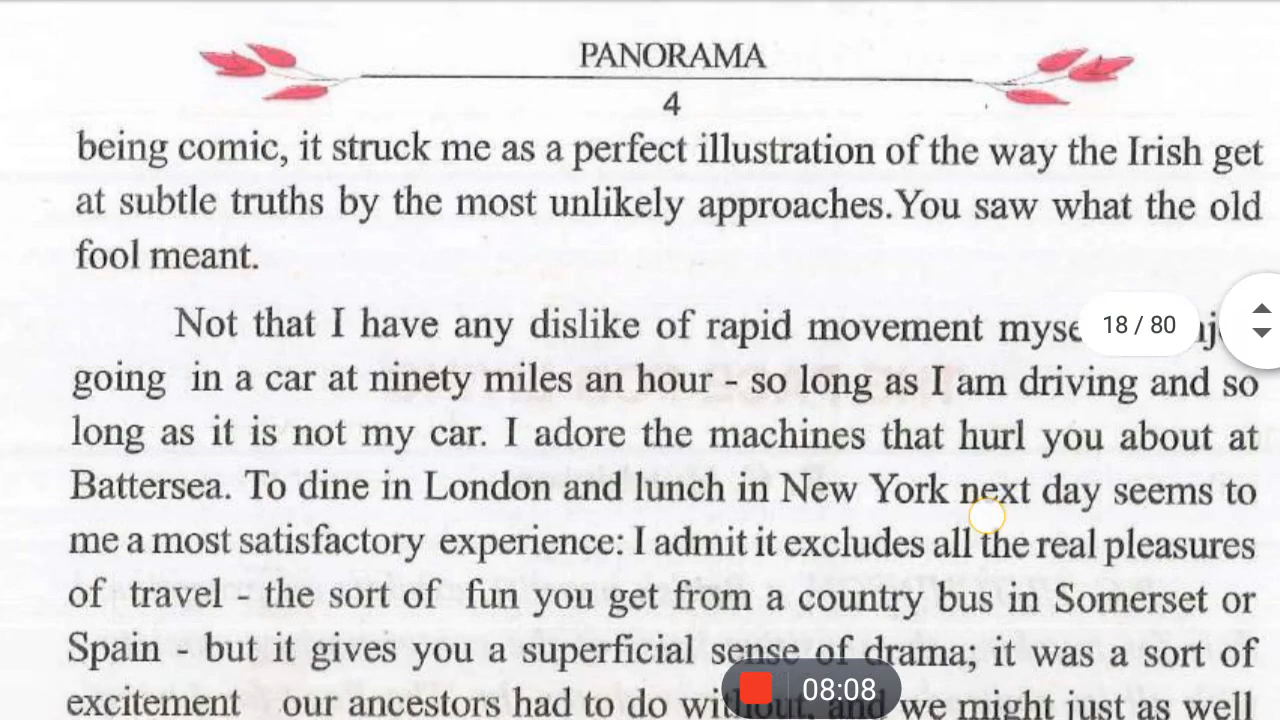 PANORAMA
4
being comic, it struck me as a perfect illustration of the way the Irish get
at subtle truths by the most unlikely approaches.You saw what the old
fool meant.
Not that I have any dislike of rapid movement
18 / 80
going in a car at ninety miles an hour - so long as I am driving and so
long as it is not my car. I adore the machines that hurl you about at
Battersea. To dine in London and lunch in New York next day seems to
me a most satisfactory experience: I admit it excludes all the real pleasures
of travel - the sort of fun you get from a country bus in Somerset or
Spain - but it gives you a superficial sense of drama; it was a sort of
excitement our ancestors had to do without, and we might just as well
08:08